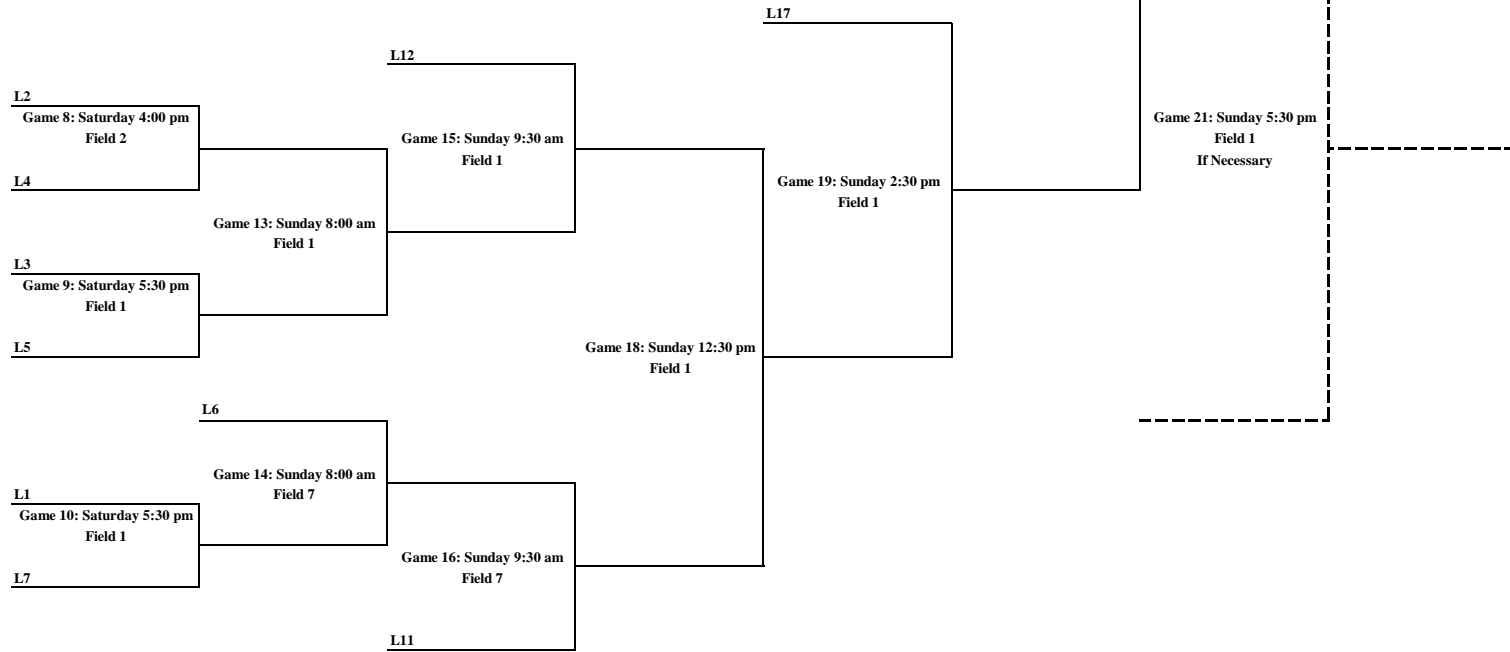 L17
L12
L2
Game 8: Saturday 4:00 pm
Field 2
L4
Game 15: Sunday 9:30 am
Field 1
Game 21: Sunday 5:30 pm
Field 1
If Necessary
Game 19: Sunday 2:30 pm
Field 1
Game 13: Sunday 8:00 am
Field 1
L3
Game 9: Saturday 5:30 pm
Field 1
L5
Game 18: Sunday 12:30 pm
Field 1
L6
Game 14: Sunday 8:00 am
Field 7
L1
Game 10: Saturday 5:30 pm
Field 1
L7
Game 16: Sunday 9:30 am
Field 7
L11